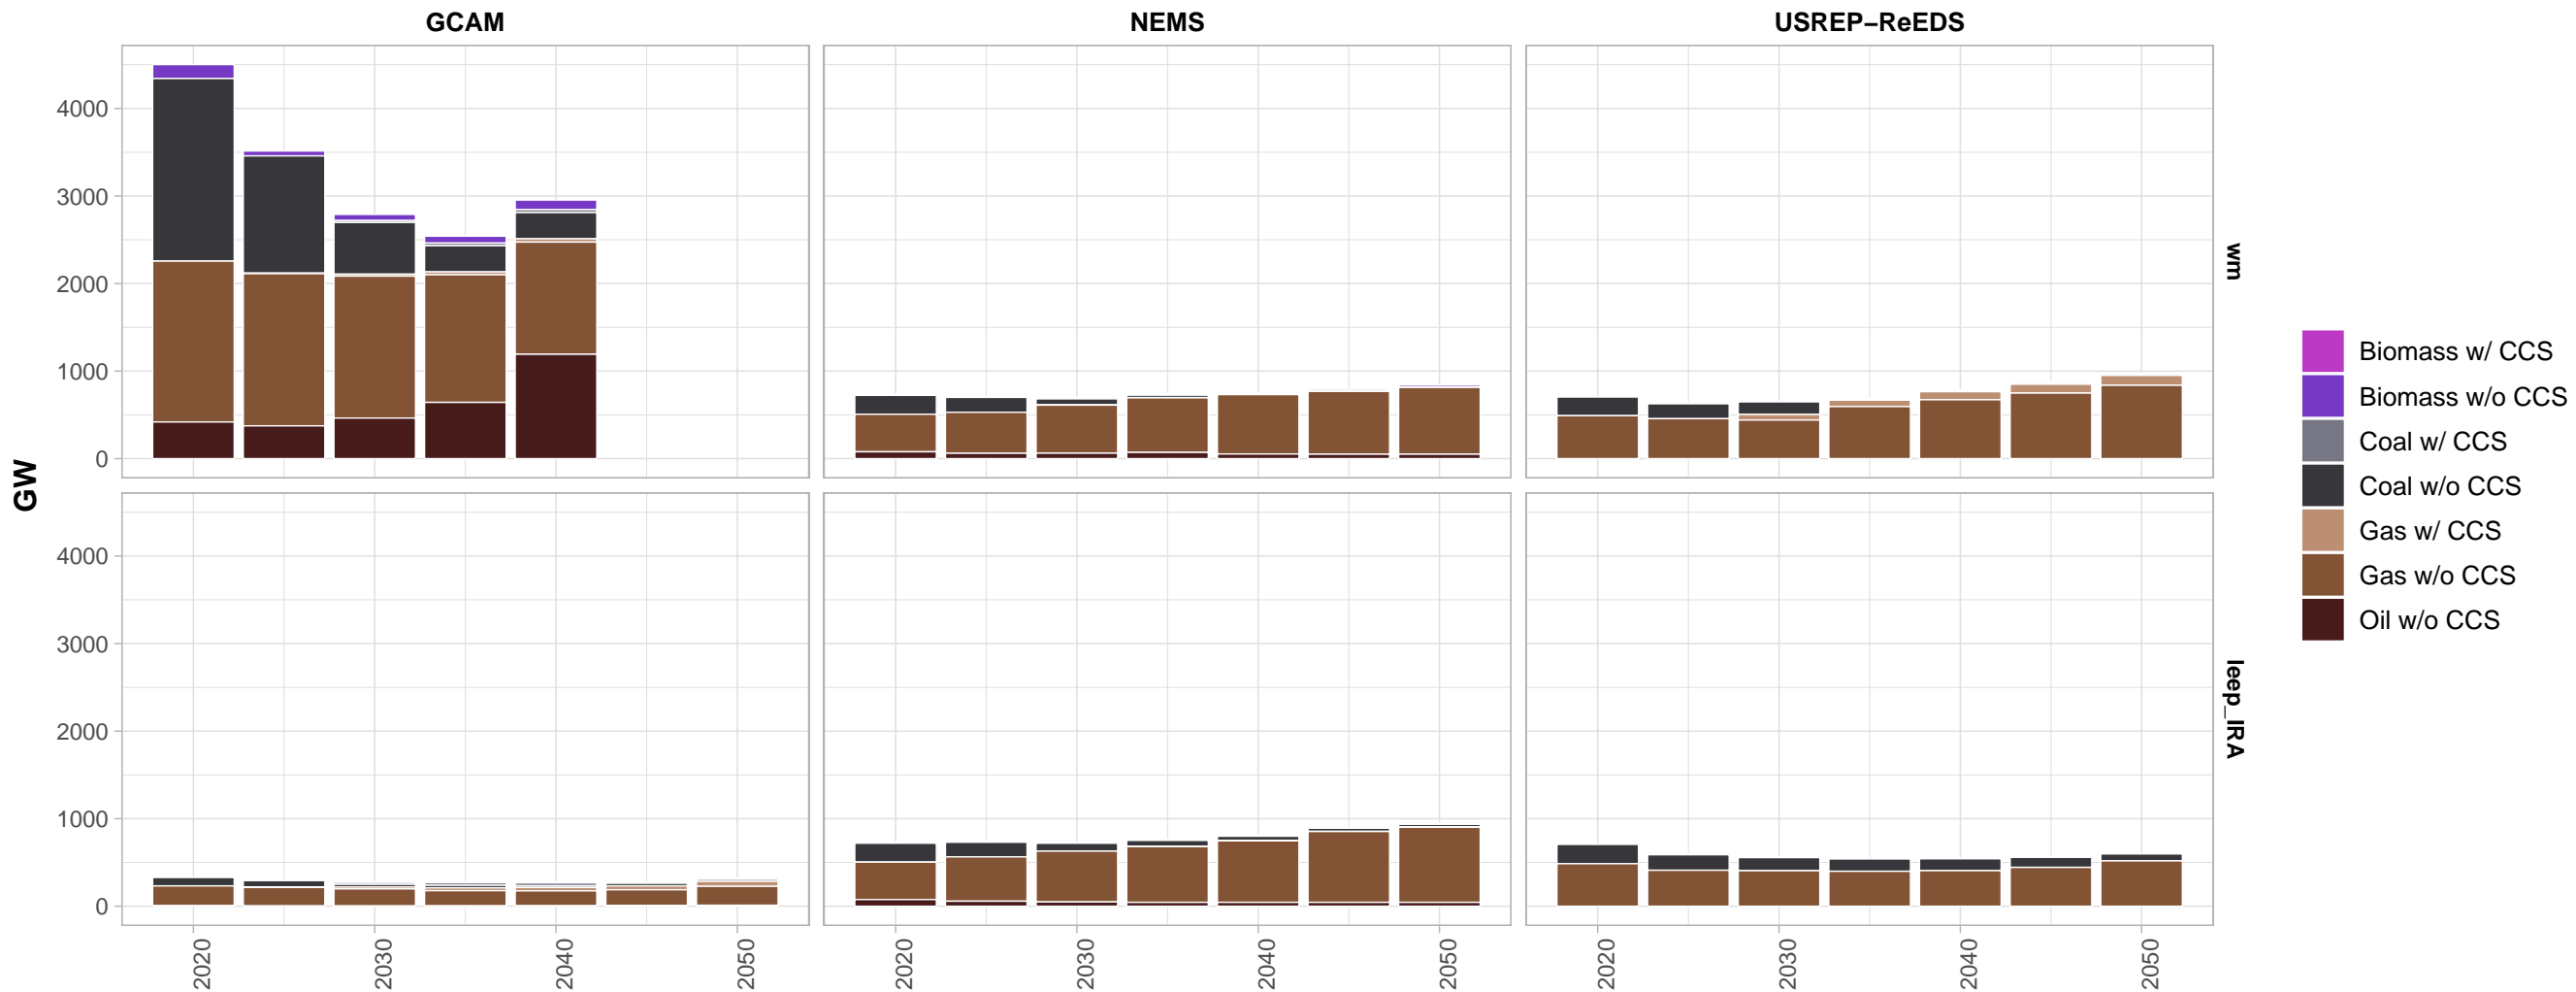 GCAM
NEMS
USREP−ReEDS
GW
4000
3000
2000
1000
0
wm
4000
3000
2000
1000
0
leep_IRA
2020
2030
2040
2050
2020
2030
2040
2050
2020
2030
2040
2050
Biomass w/ CCS
Biomass w/o CCS
Coal w/ CCS
Coal w/o CCS
Gas w/ CCS
Gas w/o CCS
Oil w/o CCS